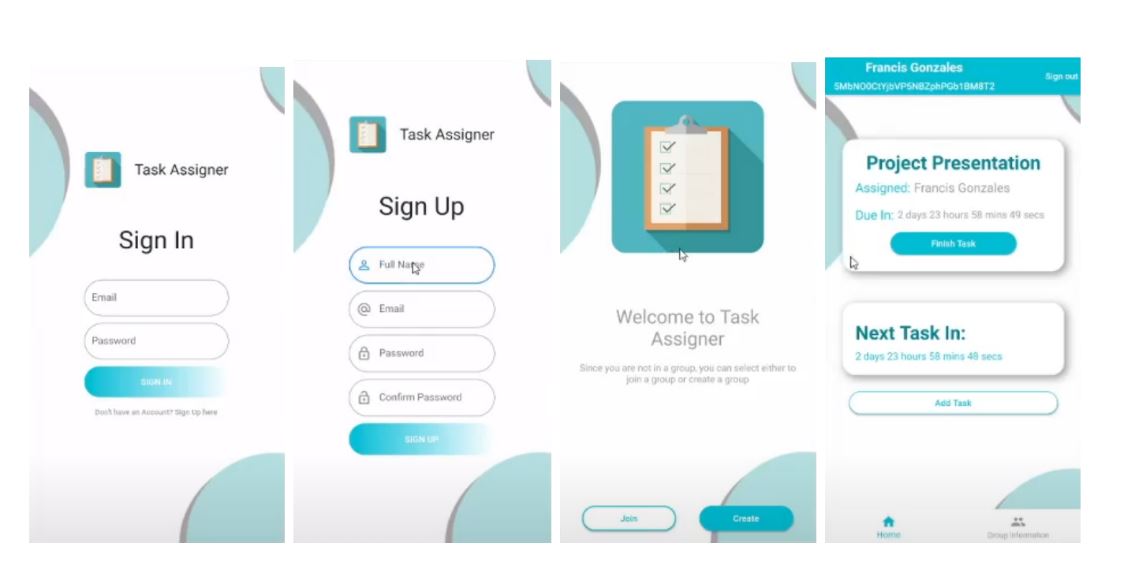 Task Assigner
Sign In
Email
Password
SIGN IN
Don't have an Account? Sign Up here
Task Assigner
Sign Up
Full Name
Email
Password
Confirm Password
SIGN UP
Welcome to Task
Assigner
Since you are not in a group, you can select either to
join a group or create a group
Join
Create
Francis Gonzales
Sign out
Project Presentation
Assigned: Francis Gonzales
Due In: 2 days 23 hours 58 mins 49 secs
Finish Task
Next Task In:
2 days 23 hours 58 mins 48 secs
Add Task
Home
Group Information